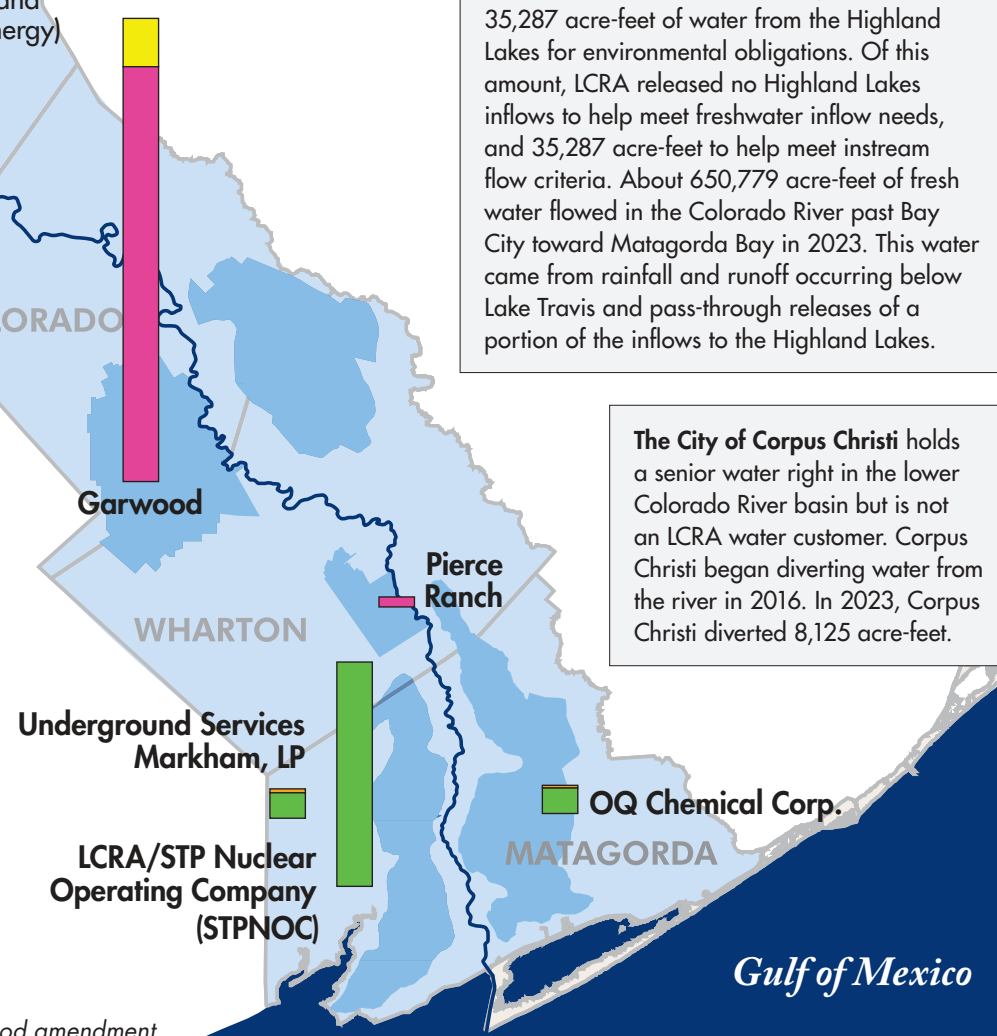 and
nergy)
35,287 acre-feet of water from the Highland
Lakes for environmental obligations. Of this
amount, LCRA released no Highland Lakes
inflows to help meet freshwater inflow needs,
and 35,287 acre-feet to help meet instream
flow criteria. About 650,779 acre-feet of fresh
water flowed in the Colorado River past Bay
City toward Matagorda Bay in 2023. This water
came from rainfall and runoff occurring below
Lake Travis and pass-through releases of a
portion of the inflows to the Highland Lakes.
ORADO
The City of Corpus Christi holds
a senior water right in the lower
Colorado River basin but is not
an LCRA water customer. Corpus
Christi began diverting water from
the river in 2016. In 2023, Corpus
Christi diverted 8,125 acre-feet.
Garwood
Pierce
Ranch
WHARTON
Underground Services
Markham, LP
OQ Chemical Corp.
MATAGORDA
LCRA/STP Nuclear
Operating Company
(STPNOC)
Gulf of Mexico
od amendment